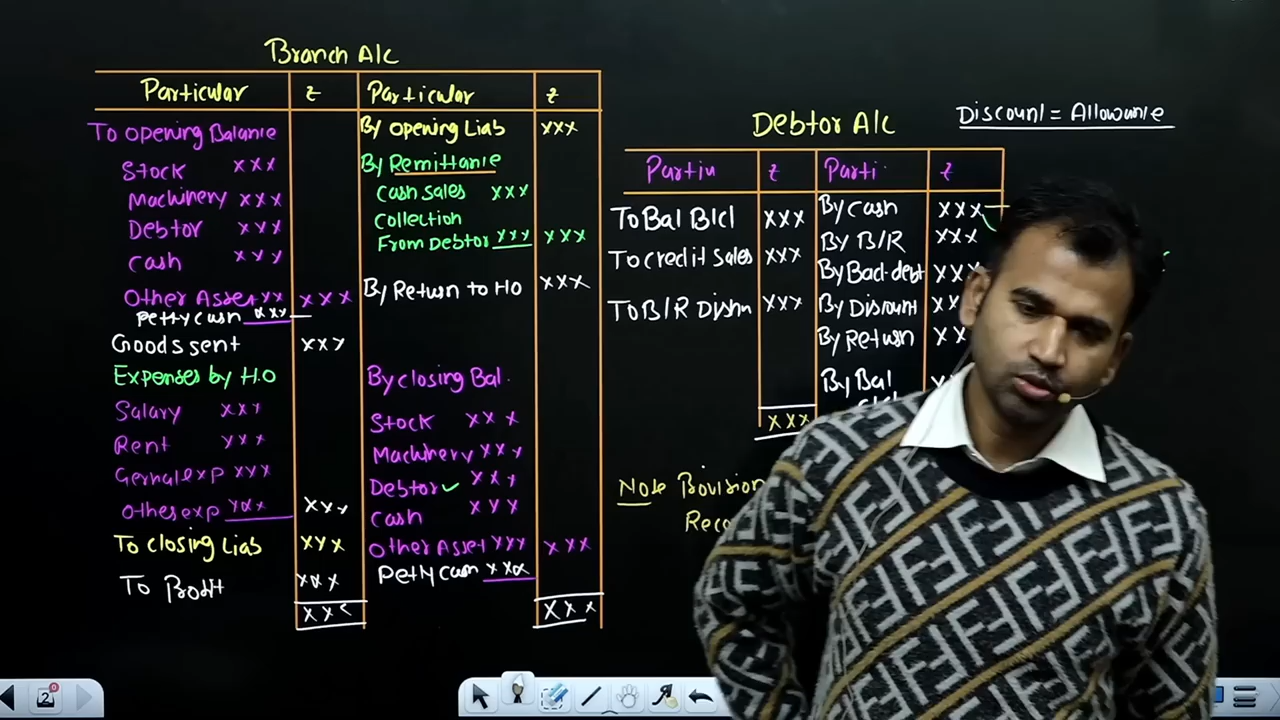 Branch A/c
Particular ₹ Particular ₹
To opening Balance
Stock xxx
Machinery xxx
Debtor xxx
Cash xxx
Other Asset xx xxx
Petty cash xxx
Goods sent xxx
Expenses by H.O
Salary xxx
Rent xxx
Gernal exp xxx
Other exp xxx xxx
To closing Liab xxx
To Profit xxx
xxx
By opening Liab xxx
By Remittance
Cash sales xxx
Collection
From Debtor xxx xxx
By Return to HO xxx
By closing Bal.
Stock xxx
Machinery xxx
Debtor ✓ xxx
Cash xxx
Other Asset xxx xxx
Petty cash xxx
xxx
Discount = Allowance
Debtor A/c
₹ Parti ₹
To Bal B/d xxx
To credit sales xxx
To B/R xxx
xxx
By Cash xxx
By B/R xxx
By Bad debt xxx
By Discount xx
By Return xx
By Bal
Note Provision
2